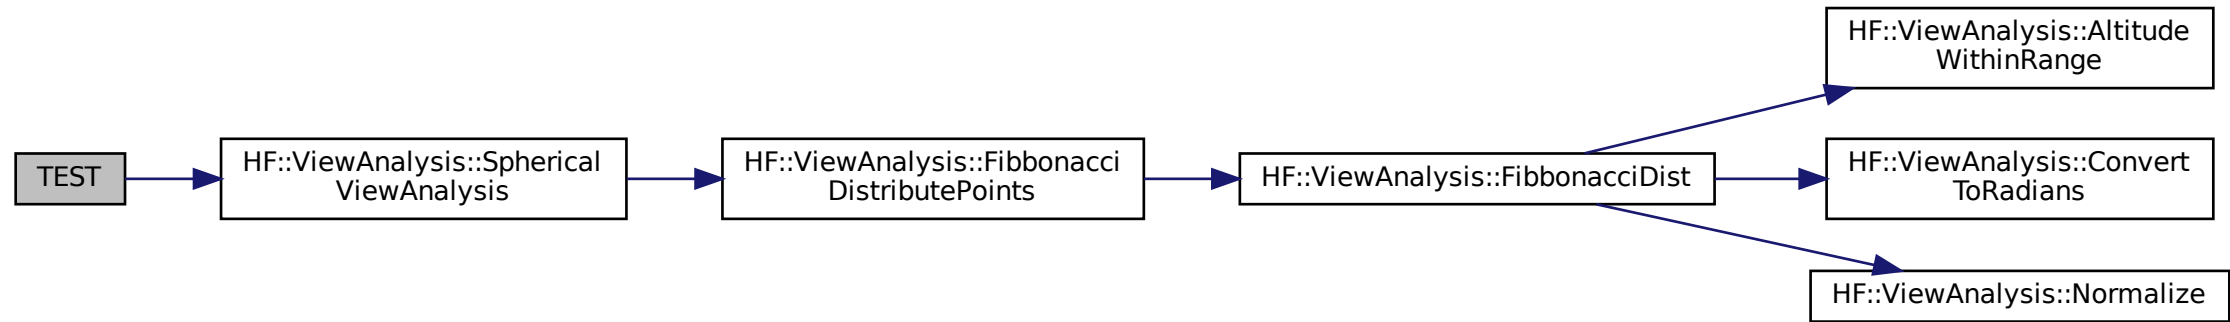 TEST
HF::ViewAnalysis::Spherical
ViewAnalysis
HF::ViewAnalysis::Fibbonacci
DistributePoints
HF::ViewAnalysis::FibbonacciDist
HF::ViewAnalysis::Altitude
WithinRange
HF::ViewAnalysis::Convert
ToRadians
HF::ViewAnalysis::Normalize